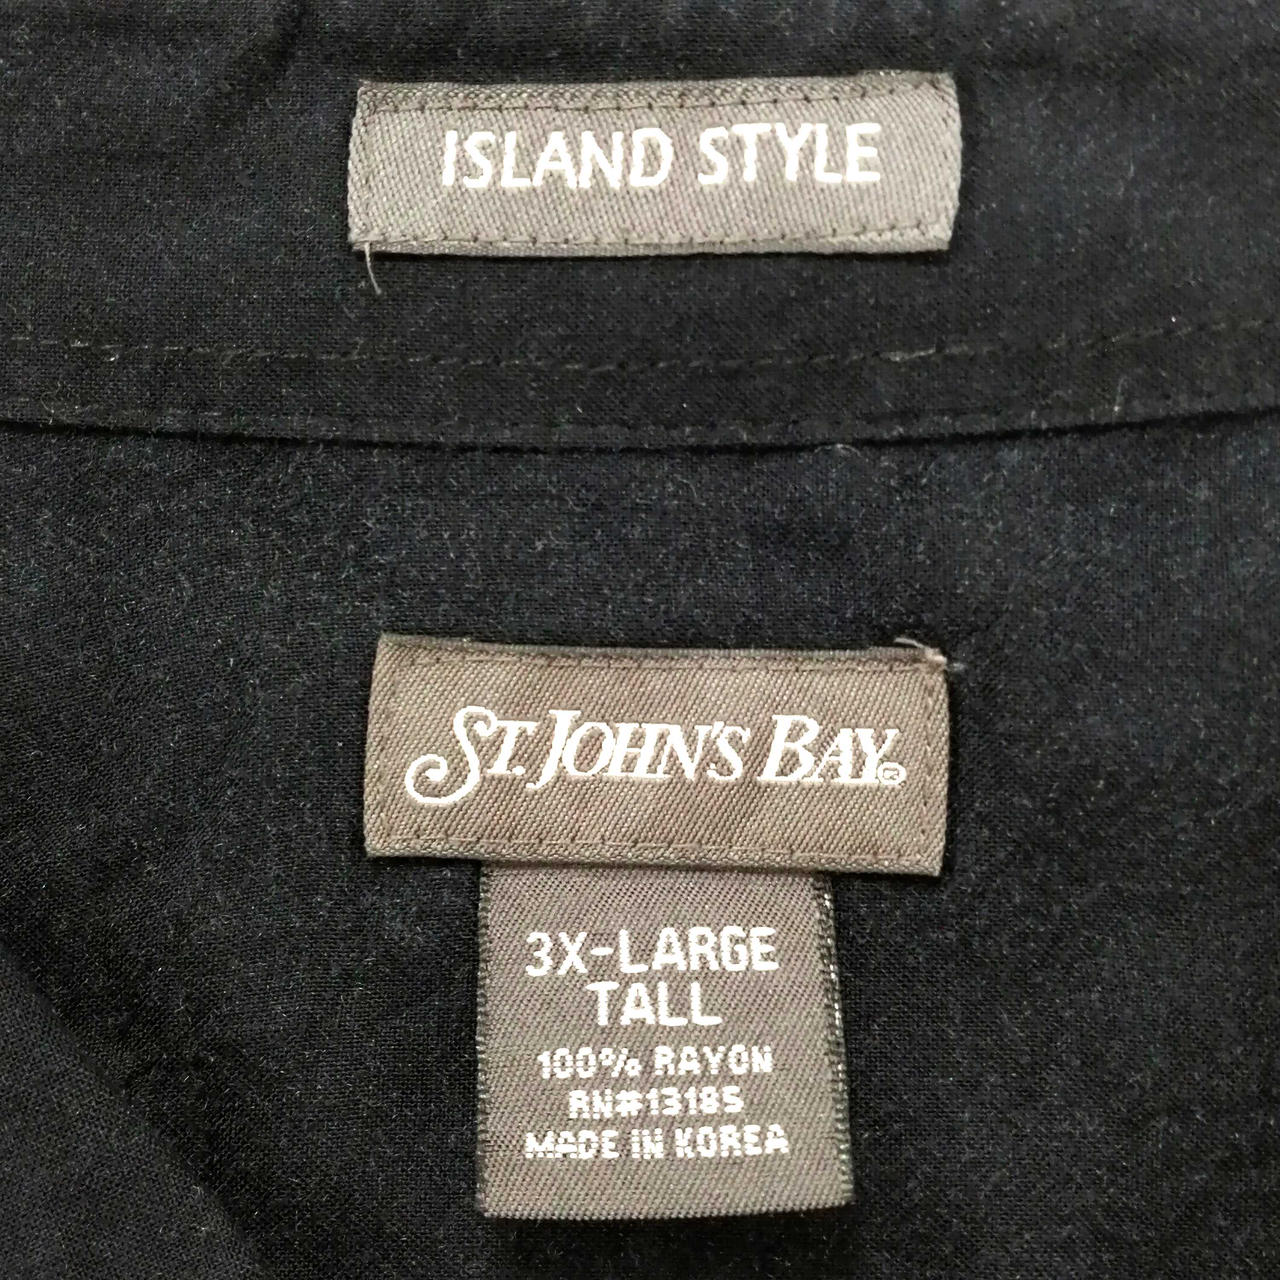 ISLAND STYLE
ST. JOHN'S BAY®
3X-LARGE
TALL
100% RAYON
RN#13185
MADE IN KOREA